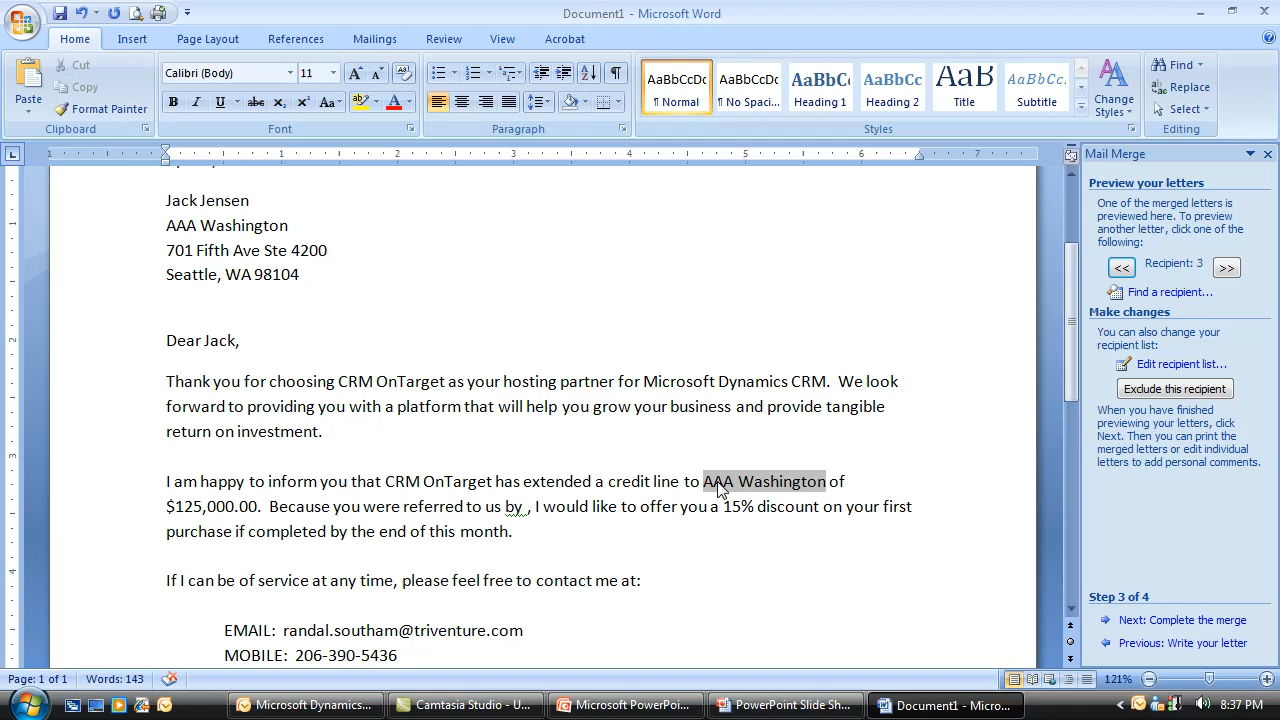 Document1 - Microsoft Word
Home Insert Page Layout References Mailings Review View Acrobat
Paste
Cut
Copy
Format Painter
Clipboard
Calibri (Body) 11
Font
Paragraph
AaBbCcDc AaBbCcDc AaBbCc AaBbCc AaB AaBbCc.
¶ Normal ¶ No Spaci... Heading 1 Heading 2 Title Subtitle
Change Styles
Styles
Find
Replace
Select
Editing
1 1 2 3 4 5 6 7
Jack Jensen
AAA Washington
701 Fifth Ave Ste 4200
Seattle, WA 98104
Dear Jack,
Thank you for choosing CRM OnTarget as your hosting partner for Microsoft Dynamics CRM.  We look
forward to providing you with a platform that will help you grow your business and provide tangible
return on investment.
I am happy to inform you that CRM OnTarget has extended a credit line to AAA Washington of
$125,000.00.  Because you were referred to us by , I would like to offer you a 15% discount on your first
purchase if completed by the end of this month.
If I can be of service at any time, please feel free to contact me at:
EMAIL:  randal.southam@triventure.com
MOBILE:  206-390-5436
Mail Merge
Preview your letters
One of the merged letters is
previewed here. To preview
another letter, click one of the
following:
<< Recipient: 3 >>
Find a recipient...
Make changes
You can also change your
recipient list:
Edit recipient list...
Exclude this recipient
When you have finished
previewing your letters, click
Next. Then you can print the
merged letters or edit individual
letters to add personal comments.
Step 3 of 4
Next: Complete the merge
Previous: Write your letter
Page: 1 of 1 Words: 143 121%
Microsoft Dynamics... Camtasia Studio - U... Microsoft PowerPoi... PowerPoint Slide Sh... Document1 - Micro... 8:37 PM